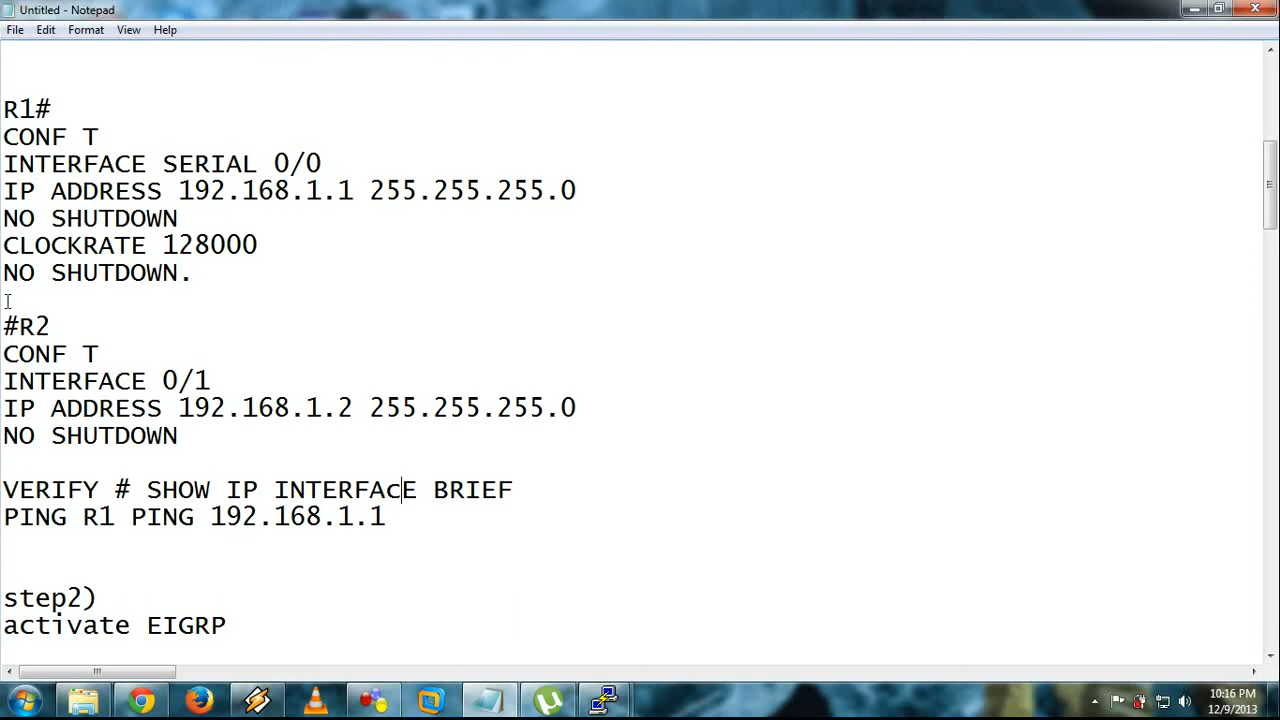 Untitled - Notepad
File Edit Format View Help
R1#
CONF T
INTERFACE SERIAL 0/0
IP ADDRESS 192.168.1.1 255.255.255.0
NO SHUTDOWN
CLOCKRATE 128000
NO SHUTDOWN.
#R2
CONF T
INTERFACE 0/1
IP ADDRESS 192.168.1.2 255.255.255.0
NO SHUTDOWN
VERIFY # SHOW IP INTERFAcE BRIEF
PING R1 PING 192.168.1.1
step2)
activate EIGRP
10:16 PM
12/9/2013